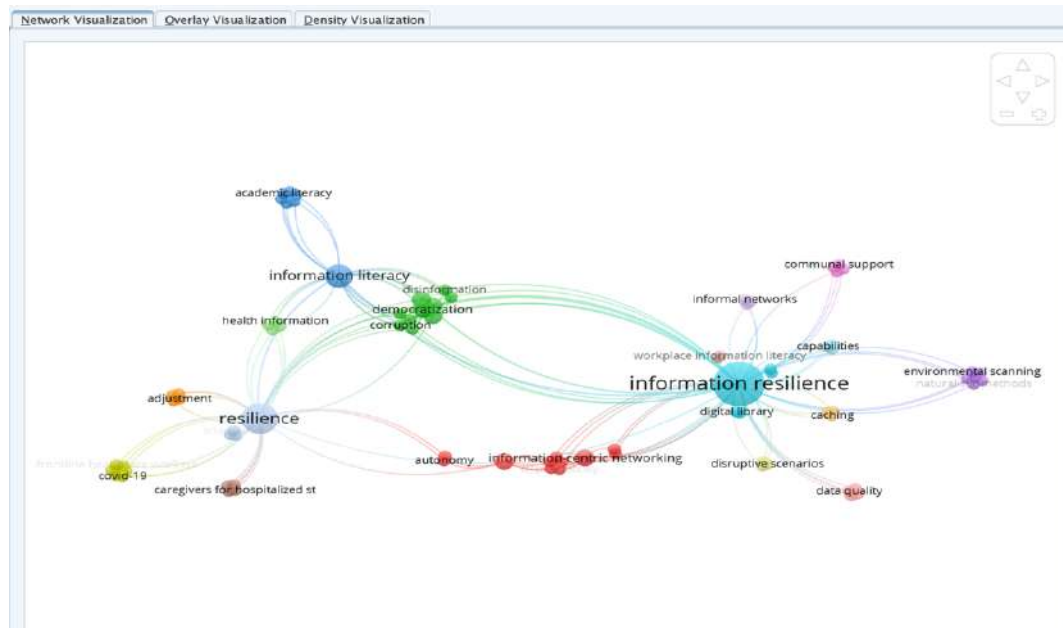 Network Visualization Overlay Visualization Density Visualization
academic literacy
communal support
information literacy
disinformation
informal networks
democratization
health information
corruption
capabilities
workplace information literacy
environmental scanning
information resilience
natural methods
adjustment
digital library
caching
resilience
autonomy
information-centric networking
disruptive scenarios
covid-19
caregivers for hospitalized st
data quality